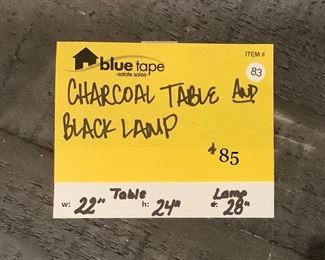 blue tape
-estate sales-
ITEM #
83
CHARCOAL TABLE AND
BLACK LAMP
$85
Table Lamp
w: 22" h: 24" d: 28"